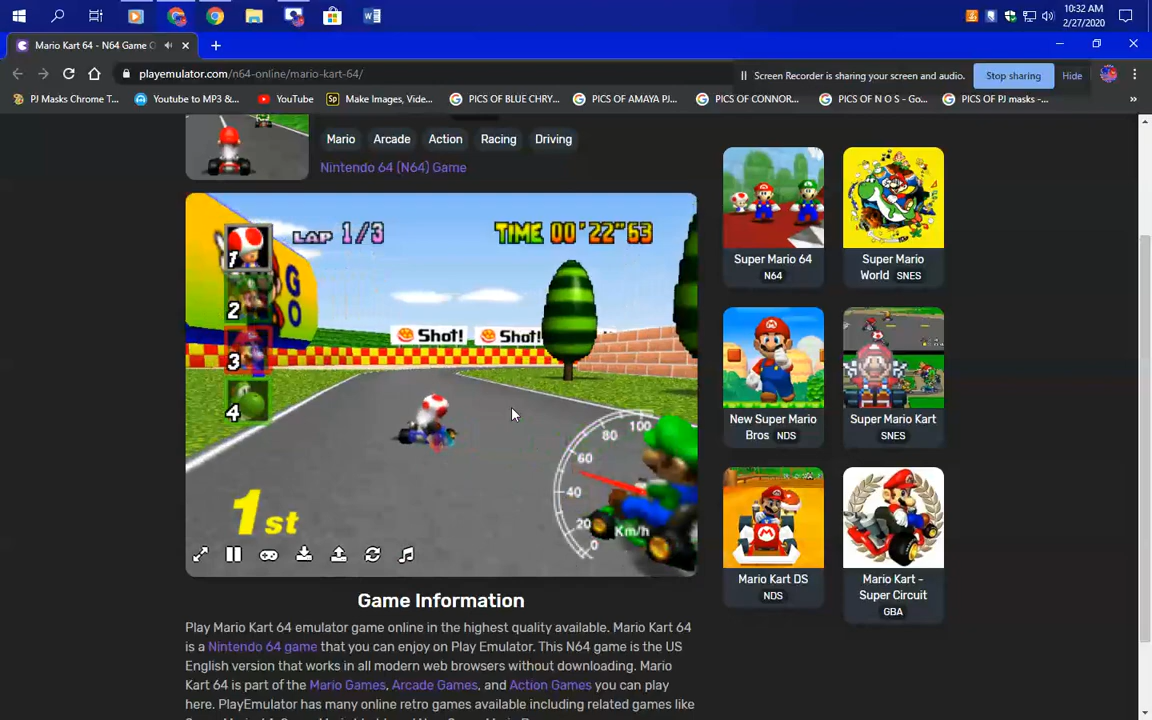 10:32 AM
2/27/2020
Mario Kart 64 - N64 Game O
playemulator.com/n64-online/mario-kart-64/
Screen Recorder is sharing your screen and audio.
Stop sharing
Hide
PJ Masks Chrome T...
Youtube to MP3 &...
YouTube
Sp
Make Images, Vide...
PICS OF BLUE CHRY...
PICS OF AMAYA PJ...
PICS OF CONNOR...
PICS OF N O S - Go...
PICS OF PJ masks -...
Mario
Arcade
Action
Racing
Driving
Nintendo 64 (N64) Game
LAP 1/3
TIME 00'22"63
1
2
3
4
GO
Shot!
Shot!
100
80
60
40
20
0
Km/h
1st
Super Mario 64
N64
Super Mario World SNES
New Super Mario Bros NDS
Super Mario Kart
SNES
Mario Kart DS
NDS
Mario Kart - Super Circuit
GBA
Game Information
Play Mario Kart 64 emulator game online in the highest quality available. Mario Kart 64
is a Nintendo 64 game that you can enjoy on Play Emulator. This N64 game is the US
English version that works in all modern web browsers without downloading. Mario
Kart 64 is part of the Mario Games, Arcade Games, and Action Games you can play
here. PlayEmulator has many online retro games available including related games like